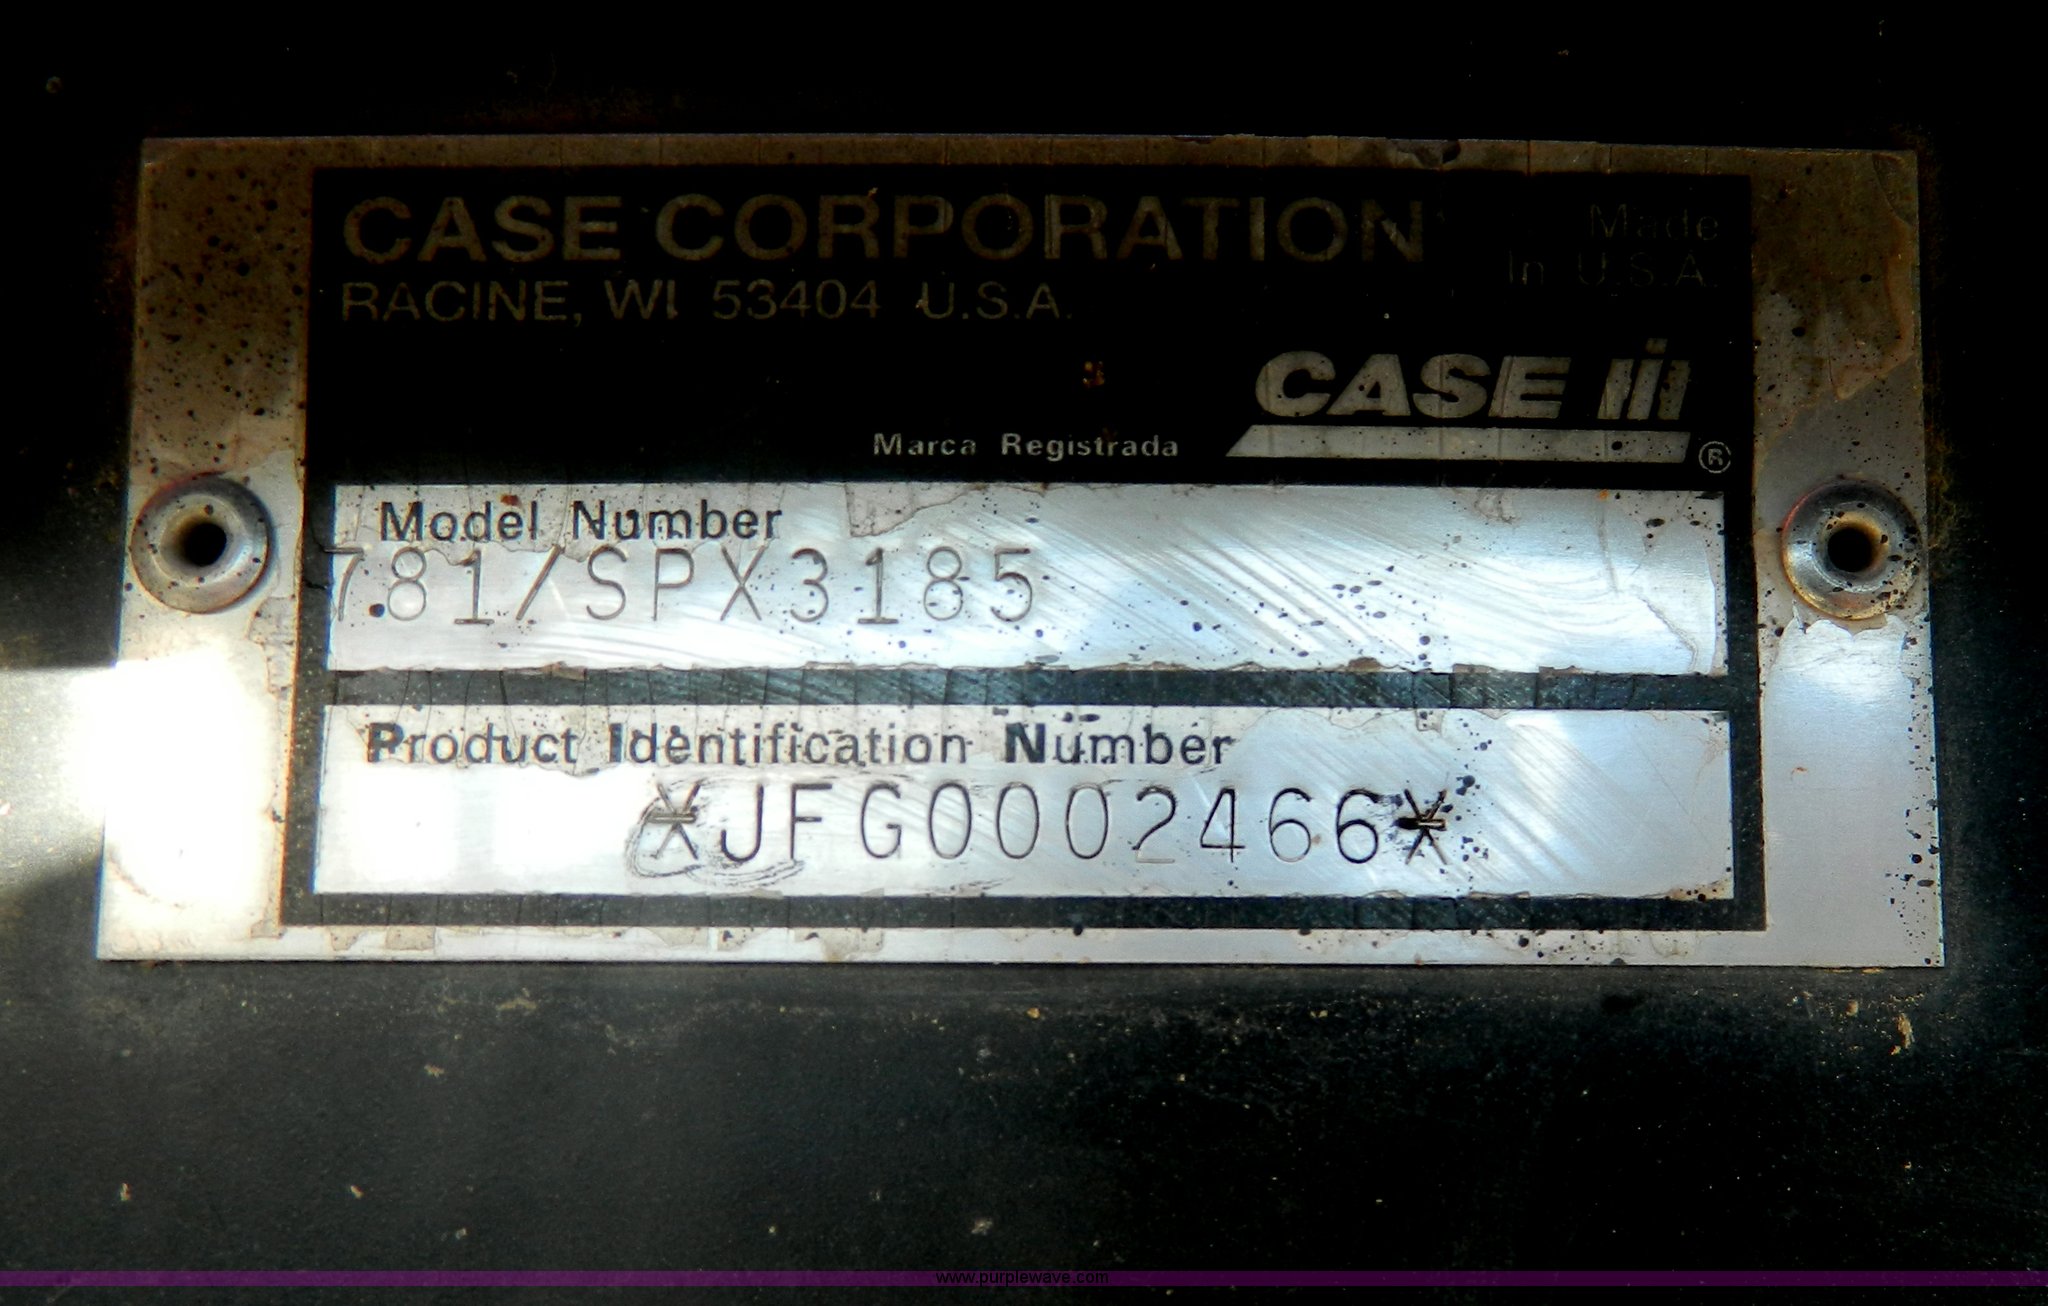 CASE CORPORATION
Made
In U.S.A.
RACINE, WI 53404 U.S.A.
CASE IH
Marca Registrada ®
Model Number
781/SPX3185
Product Identification Number
*JFG0002466*
www.purplewave.com